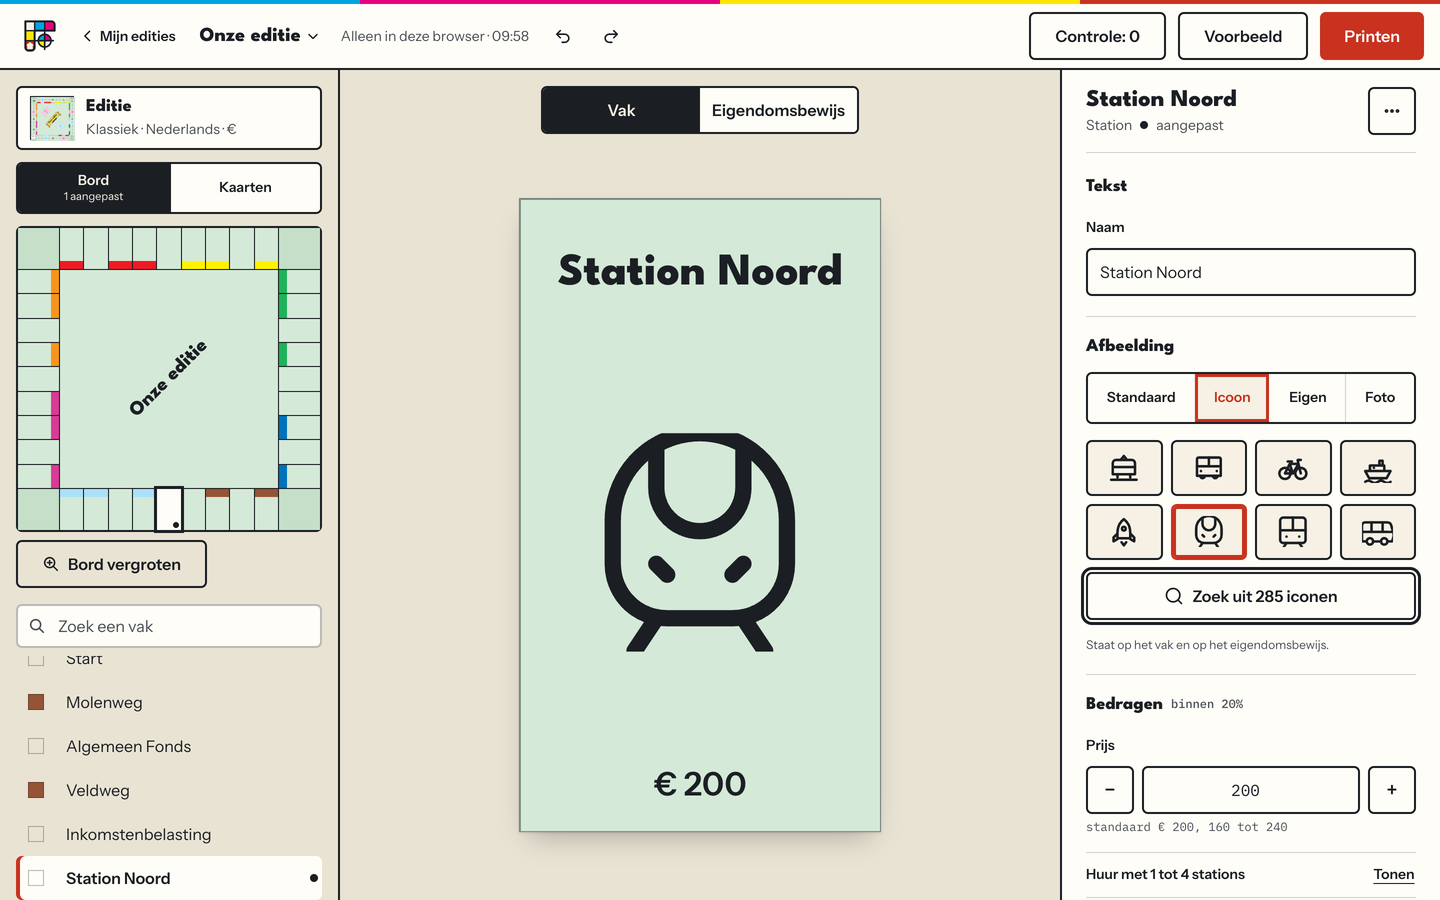 Mijn edities
Onze editie
Alleen in deze browser · 09:58
Controle: 0
Voorbeeld
Printen
Editie
Klassiek · Nederlands · €
Bord
1 aangepast
Kaarten
Onze editie
Bord vergroten
Zoek een vak
Start
Molenweg
Algemeen Fonds
Veldweg
Inkomstenbelasting
Station Noord
Vak
Eigendomsbewijs
Station Noord
€ 200
Station Noord
Station ● aangepast
Tekst
Naam
Station Noord
Afbeelding
Standaard
Icoon
Eigen
Foto
Zoek uit 285 iconen
Staat op het vak en op het eigendomsbewijs.
Bedragen binnen 20%
Prijs
− 200 +
standaard € 200, 160 tot 240
Huur met 1 tot 4 stations
Tonen